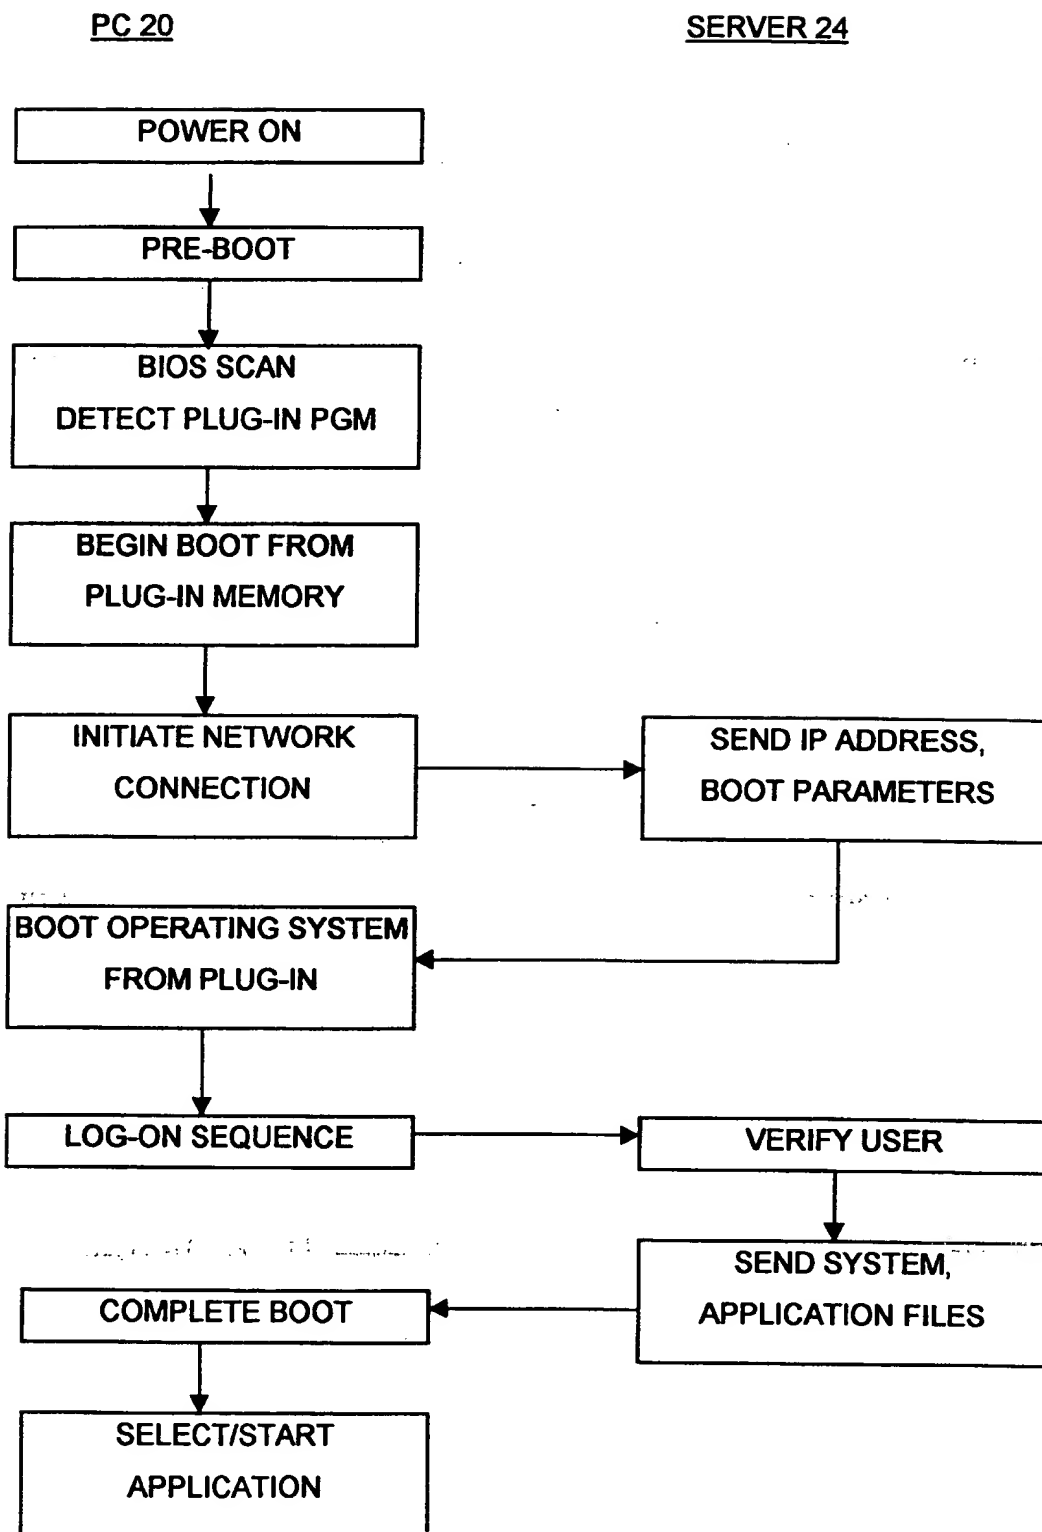 PC 20
SERVER 24
POWER ON
PRE-BOOT
BIOS SCAN
DETECT PLUG-IN PGM
BEGIN BOOT FROM
PLUG-IN MEMORY
INITIATE NETWORK
CONNECTION
SEND IP ADDRESS,
BOOT PARAMETERS
BOOT OPERATING SYSTEM
FROM PLUG-IN
LOG-ON SEQUENCE
VERIFY USER
SEND SYSTEM,
APPLICATION FILES
COMPLETE BOOT
SELECT/START
APPLICATION